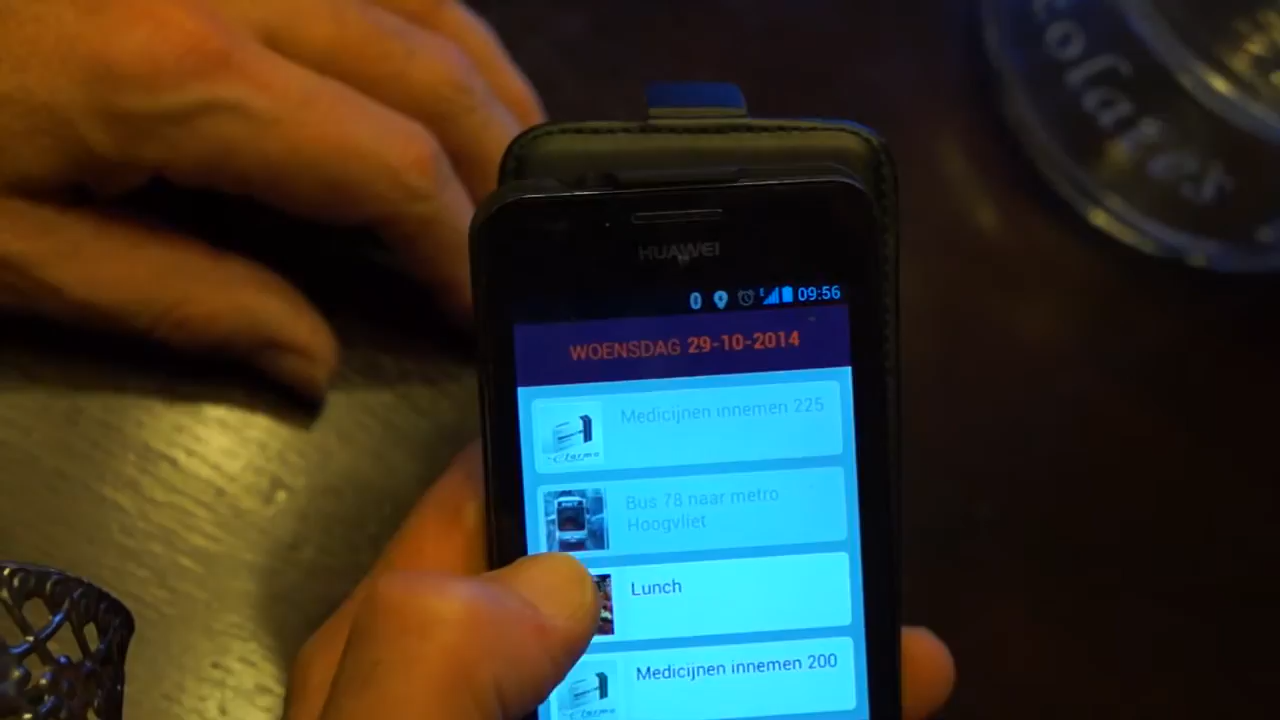 colates
HUAWEI
09:56
WOENSDAG 29-10-2014
Medicijnen innemen 225
Bus 78 naar metro
Hoogvliet
Lunch
Medicijnen innemen 200